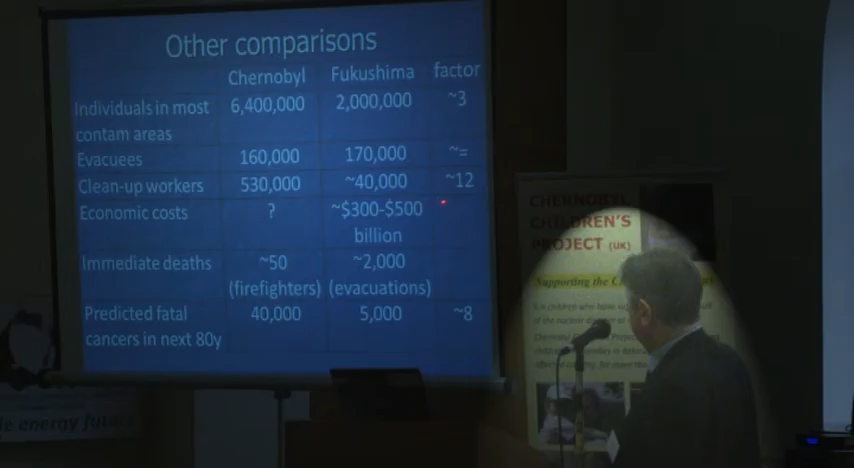 Other comparisons
Chernobyl Fukushima factor
Individuals in most 6,400,000 2,000,000 ~3
contam areas
Evacuees 160,000 170,000 ~=
Clean-up workers 530,000 ~40,000 ~12
Economic costs ? ~$300-$500
billion
Immediate deaths ~50 ~2,000
(firefighters) (evacuations)
Predicted fatal 40,000 5,000 ~8
cancers in next 80y
CHERNOBYL
CHILDREN'S
PROJECT (UK)
Supporting the
energy future